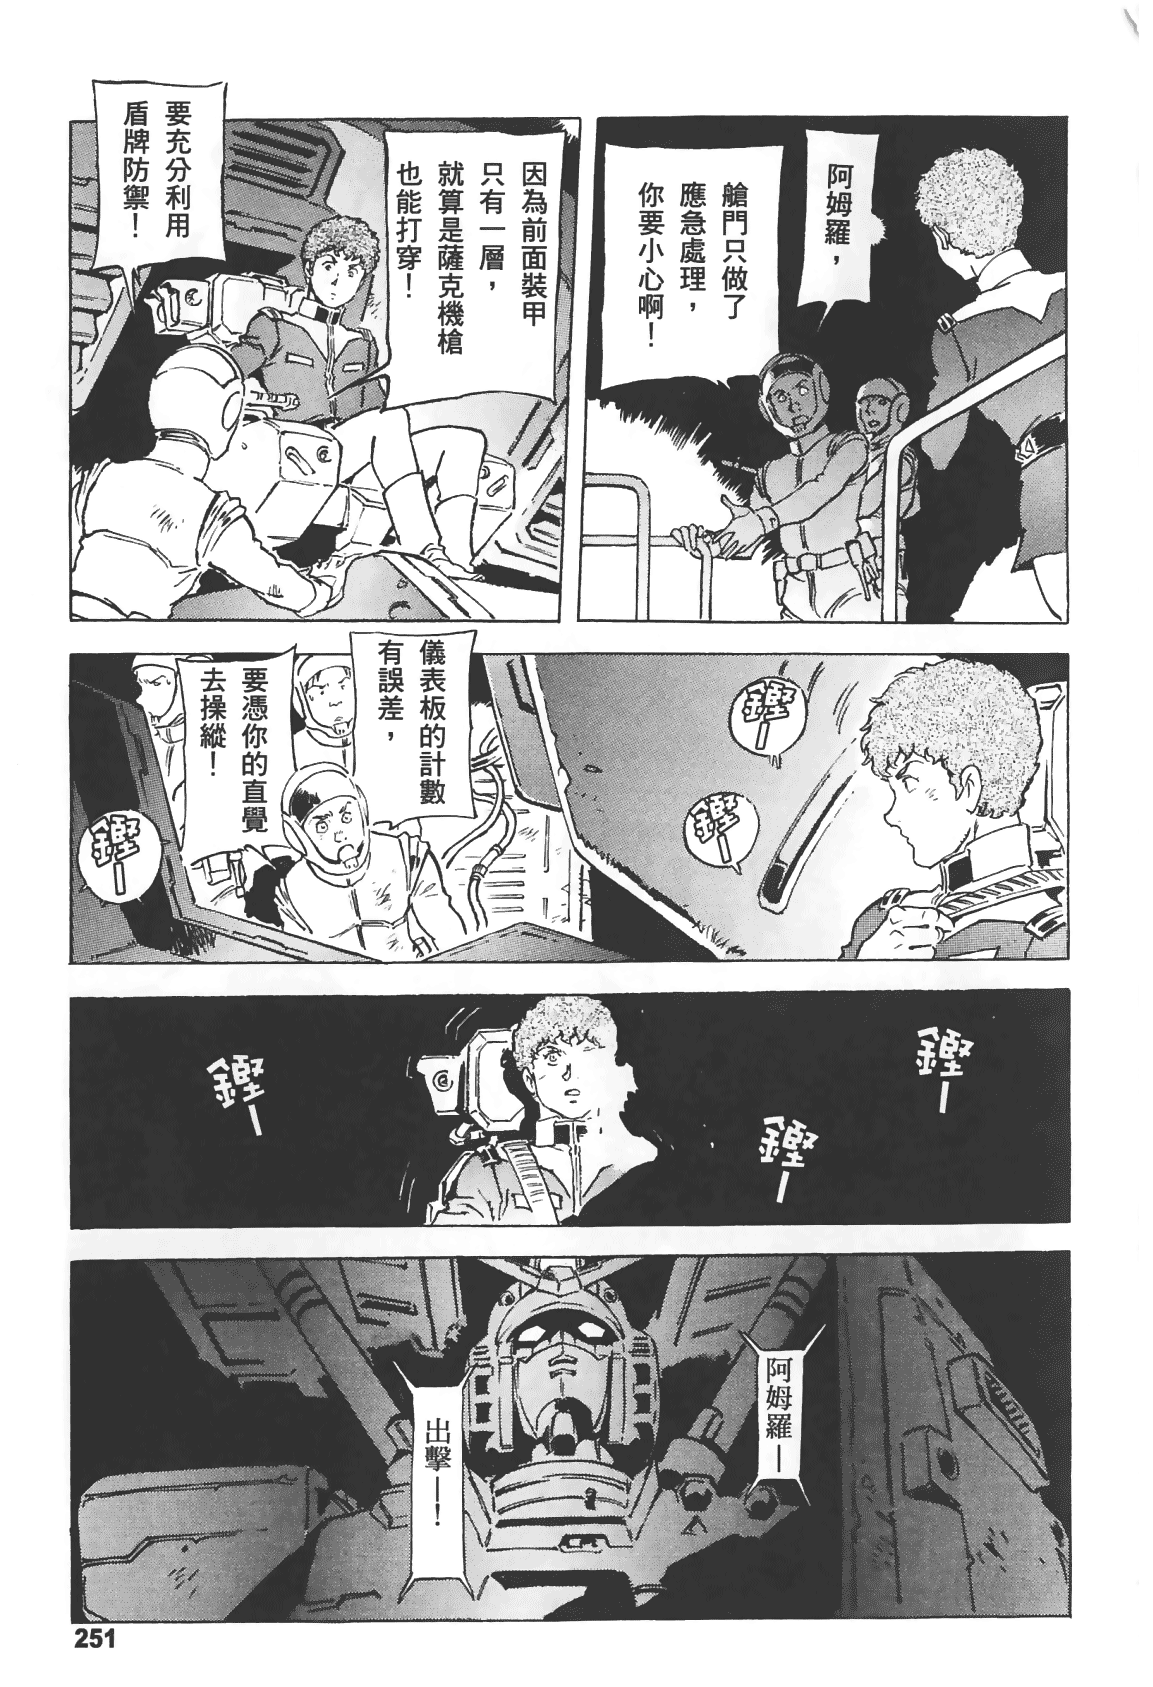 阿姆羅，
艙門只做了
應急處理，
你要小心啊！
因為前面裝甲
只有一層，
就算是薩克機槍
也能打穿！
要充分利用
盾牌防禦！
鏗—
鏗—
儀表板的計數
有誤差，
要憑你的直覺
去操縱！
鏗—
鏗—
鏗—
鏗—
阿姆羅—
出擊—！
251